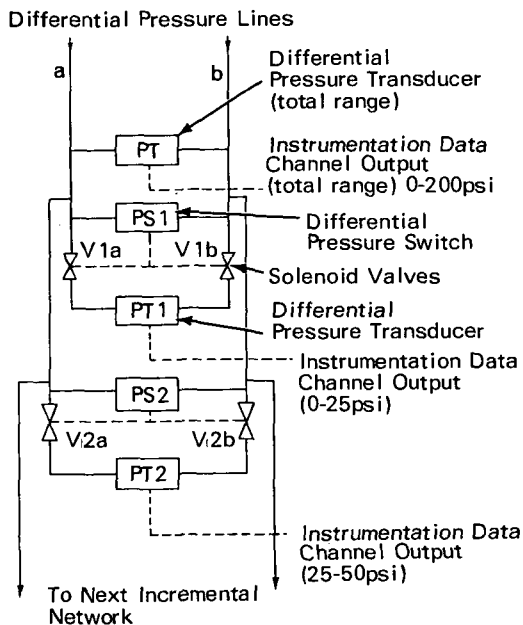 Differential Pressure Lines
a
b
Differential
Pressure Transducer
(total range)
PT
Instrumentation Data
Channel Output
(total range) 0-200psi
PS1
Differential
Pressure Switch
V1a
V1b
Solenoid Valves
PT1
Differential
Pressure Transducer
Instrumentation Data
Channel Output
(0-25psi)
PS2
V2a
V2b
PT2
Instrumentation Data
Channel Output
(25-50psi)
To Next Incremental
Network